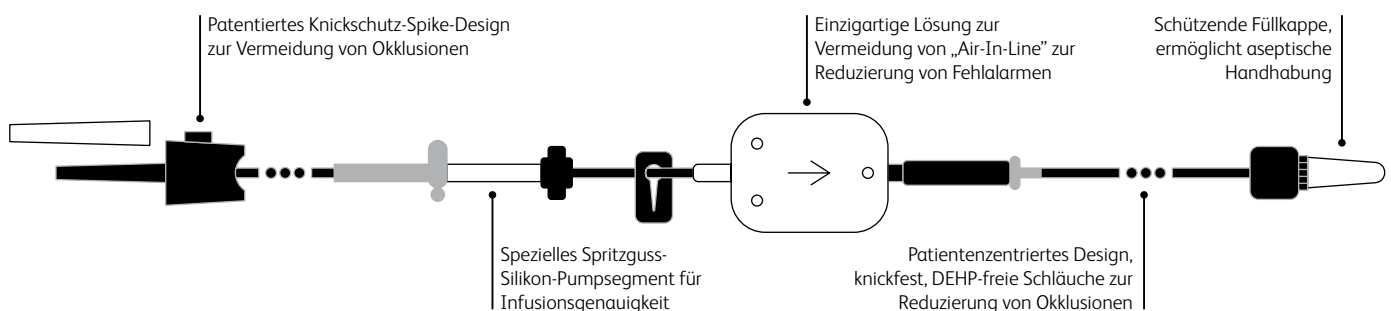 Patentiertes Knickschutz-Spike-Design
zur Vermeidung von Okklusionen
Einzigartige Lösung zur
Vermeidung von „Air-In-Line” zur
Reduzierung von Fehlalarmen
Schützende Füllkappe,
ermöglicht aseptische
Handhabung
Spezielles Spritzguss-
Silikon-Pumpsegment für
Infusionsgenauigkeit
Patientenzentriertes Design,
knickfest, DEHP-freie Schläuche zur
Reduzierung von Okklusionen